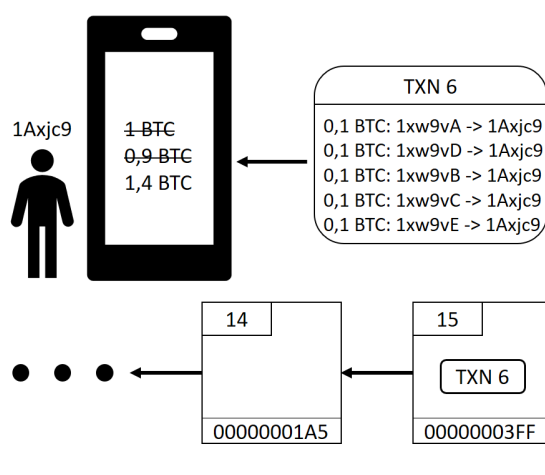 1Axjc9
1 BTC
0,9 BTC
1,4 BTC
TXN 6
0,1 BTC: 1xw9vA -> 1Axjc9
0,1 BTC: 1xw9vD -> 1Axjc9
0,1 BTC: 1xw9vB -> 1Axjc9
0,1 BTC: 1xw9vC -> 1Axjc9
0,1 BTC: 1xw9vE -> 1Axjc9
14
00000001A5
15
TXN 6
00000003FF